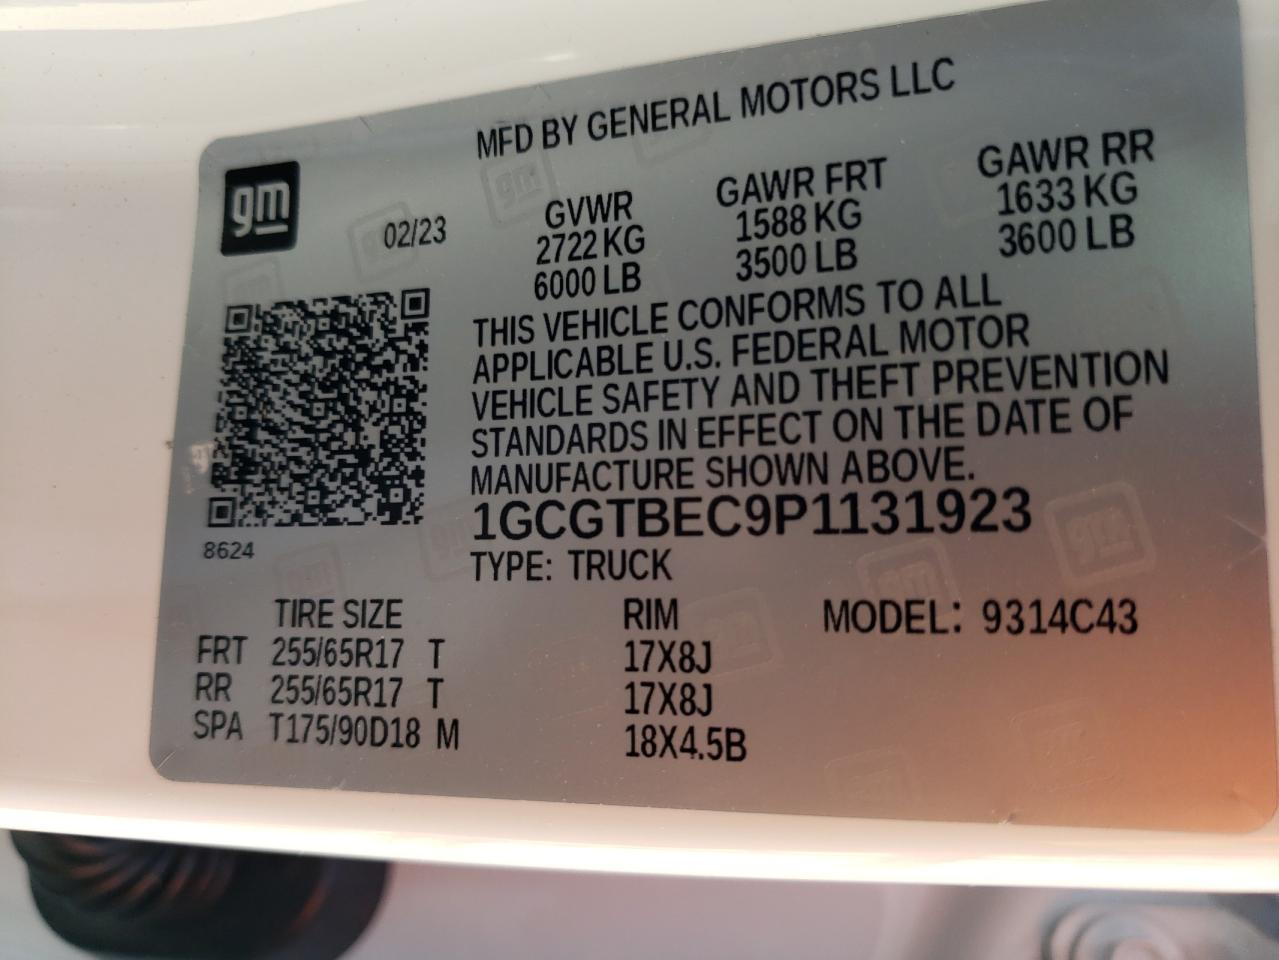 MFD BY GENERAL MOTORS LLC
gm
02/23
GVWR GAWR FRT GAWR RR
2722 KG 1588 KG 1633 KG
6000 LB 3500 LB 3600 LB
THIS VEHICLE CONFORMS TO ALL
APPLICABLE U.S. FEDERAL MOTOR
VEHICLE SAFETY AND THEFT PREVENTION
STANDARDS IN EFFECT ON THE DATE OF
MANUFACTURE SHOWN ABOVE.
1GCGTBEC9P1131923
8624
TYPE: TRUCK
TIRE SIZE RIM MODEL: 9314C43
FRT 255/65R17 T 17X8J
RR 255/65R17 T 17X8J
SPA T175/90D18 M 18X4.5B